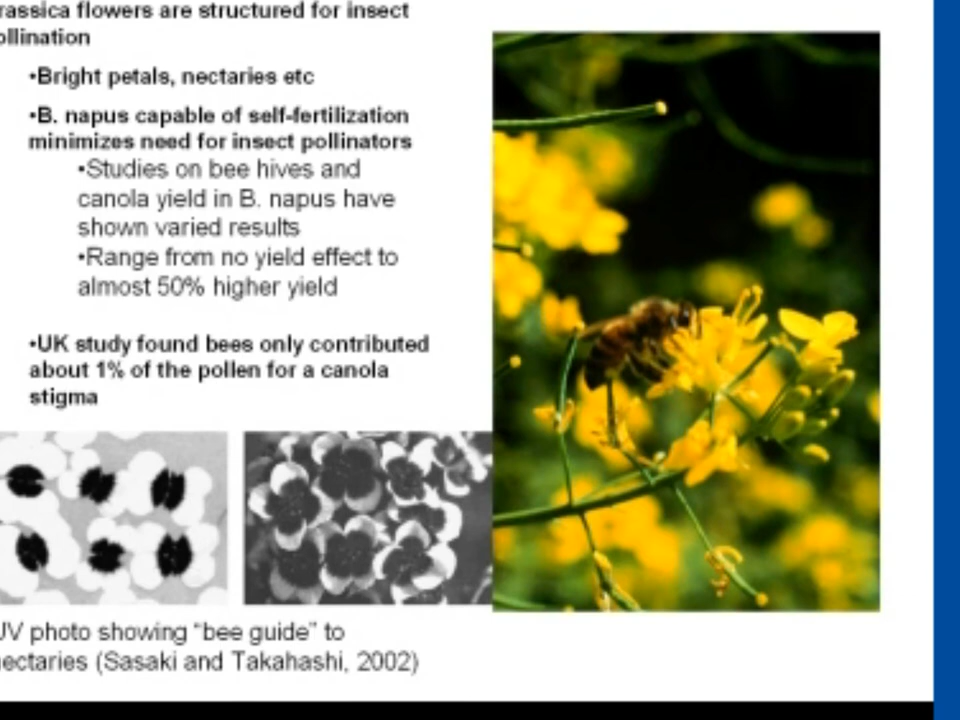 rassica flowers are structured for insect
ollination
•Bright petals, nectaries etc
•B. napus capable of self-fertilization
minimizes need for insect pollinators
•Studies on bee hives and
canola yield in B. napus have
shown varied results
•Range from no yield effect to
almost 50% higher yield
•UK study found bees only contributed
about 1% of the pollen for a canola
stigma
UV photo showing “bee guide” to
nectaries (Sasaki and Takahashi, 2002)